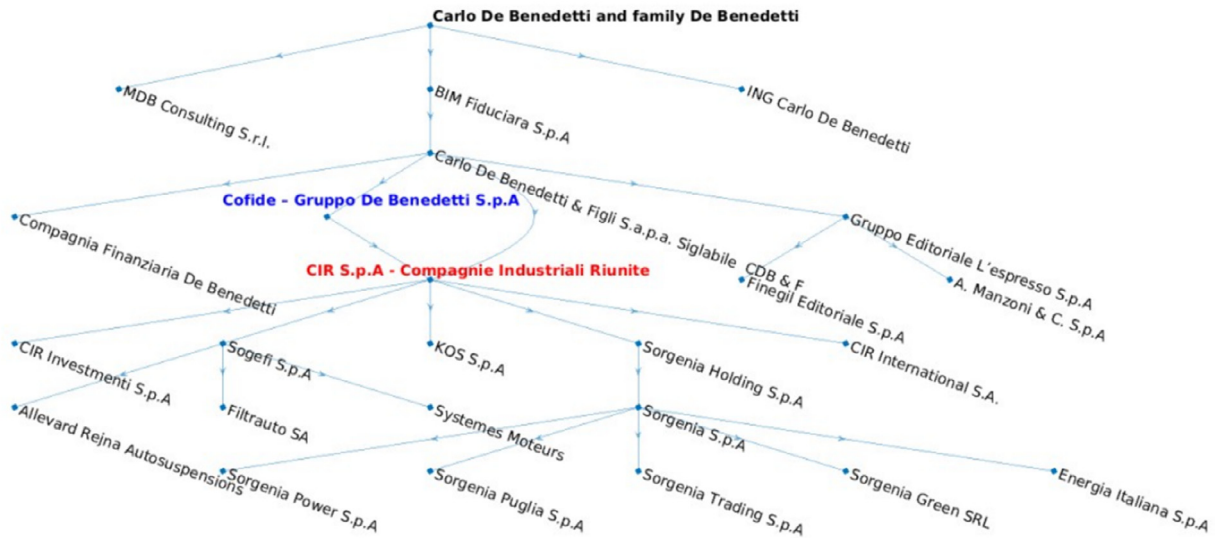 Carlo De Benedetti and family De Benedetti
MDB Consulting S.r.l.
BIM Fiduciara S.p.A
ING Carlo De Benedetti
Carlo De Benedetti & Figli S.a.p.a. Siglabile CDB & F
Compagnia Finanziaria De Benedetti
Cofide – Gruppo De Benedetti S.p.A
Gruppo Editoriale L'espresso S.p.A
CIR S.p.A - Compagnie Industriali Riunite
Finegil Editoriale S.p.A
A. Manzoni & C. S.p.A
CIR Investimenti S.p.A
Sogefi S.p.A
KOS S.p.A
Sorgenia Holding S.p.A
CIR International S.A.
Allevard Rejna Autosuspensions
Filtrauto SA
Systemes Moteurs
Sorgenia S.p.A
Sorgenia Power S.p.A
Sorgenia Puglia S.p.A
Sorgenia Trading S.p.A
Sorgenia Green SRL
Energia Italiana S.p.A